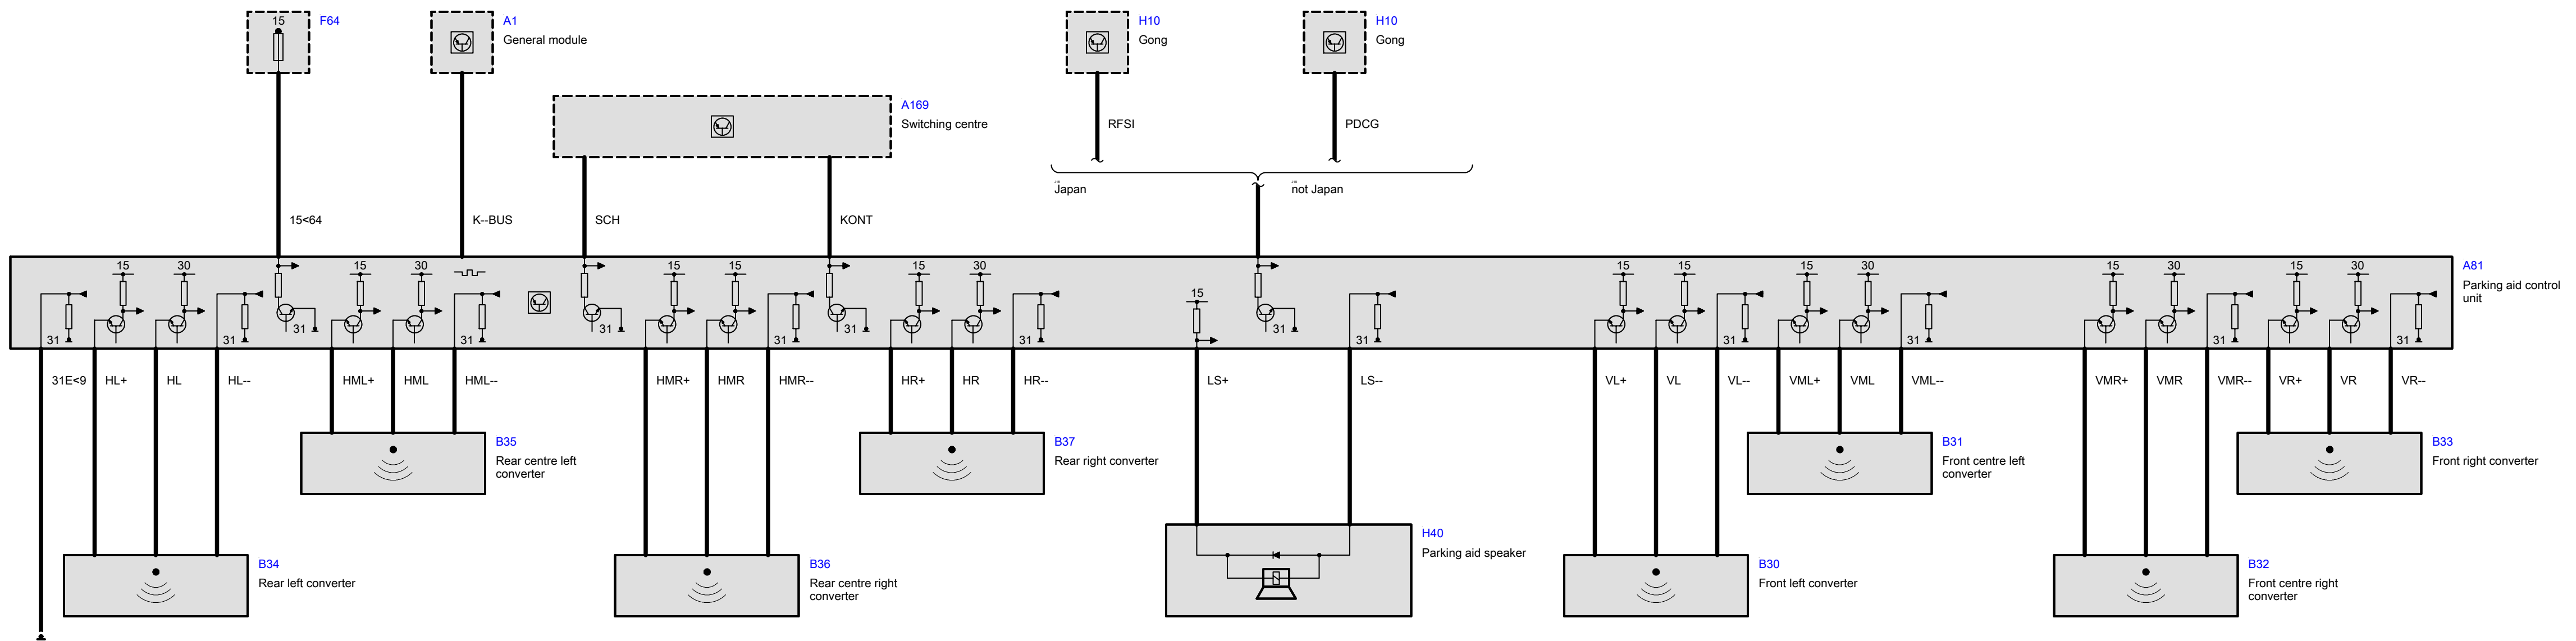 15
F64
A1
General module
H10
Gong
H10
Gong
A169
Switching centre
RFSI
PDCG
Japan
not Japan
15<64
K--BUS
SCH
KONT
15
30
15
30
15
15
15
30
15
15
15
30
15
30
15
30
15
A81
Parking aid control
unit
31
31
31
31
31
31
31
31
31
31
31
31
31
31
31E<9
HL+
HL
HL--
HML+
HML
HML--
HMR+
HMR
HMR--
HR+
HR
HR--
LS+
LS--
VL+
VL
VL--
VML+
VML
VML--
VMR+
VMR
VMR--
VR+
VR
VR--
B35
Rear centre left
converter
B37
Rear right converter
B31
Front centre left
converter
B33
Front right converter
H40
Parking aid speaker
B34
Rear left converter
B36
Rear centre right
converter
B30
Front left converter
B32
Front centre right
converter